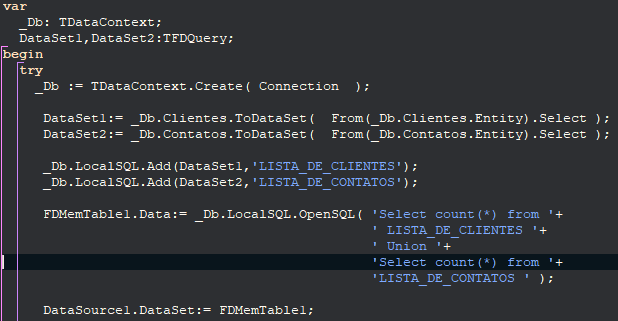 var
  _Db: TDataContext;
  DataSet1,DataSet2:TFDQuery;
begin
  try
    _Db := TDataContext.Create( Connection  );
     DataSet1:= _Db.Clientes.ToDataSet(  From(_Db.Clientes.Entity).Select );
     DataSet2:= _Db.Contatos.ToDataSet(  From(_Db.Contatos.Entity).Select );
     _Db.LocalSQL.Add(DataSet1,'LISTA_DE_CLIENTES');
     _Db.LocalSQL.Add(DataSet2,'LISTA_DE_CONTATOS');
     FDMemTable1.Data:= _Db.LocalSQL.OpenSQL( 'Select count(*) from '+
                                              ' LISTA_DE_CLIENTES '+
                                              ' Union '+
                                              'Select count(*) from '+
                                              'LISTA_DE_CONTATOS ' );
     DataSource1.DataSet:= FDMemTable1;